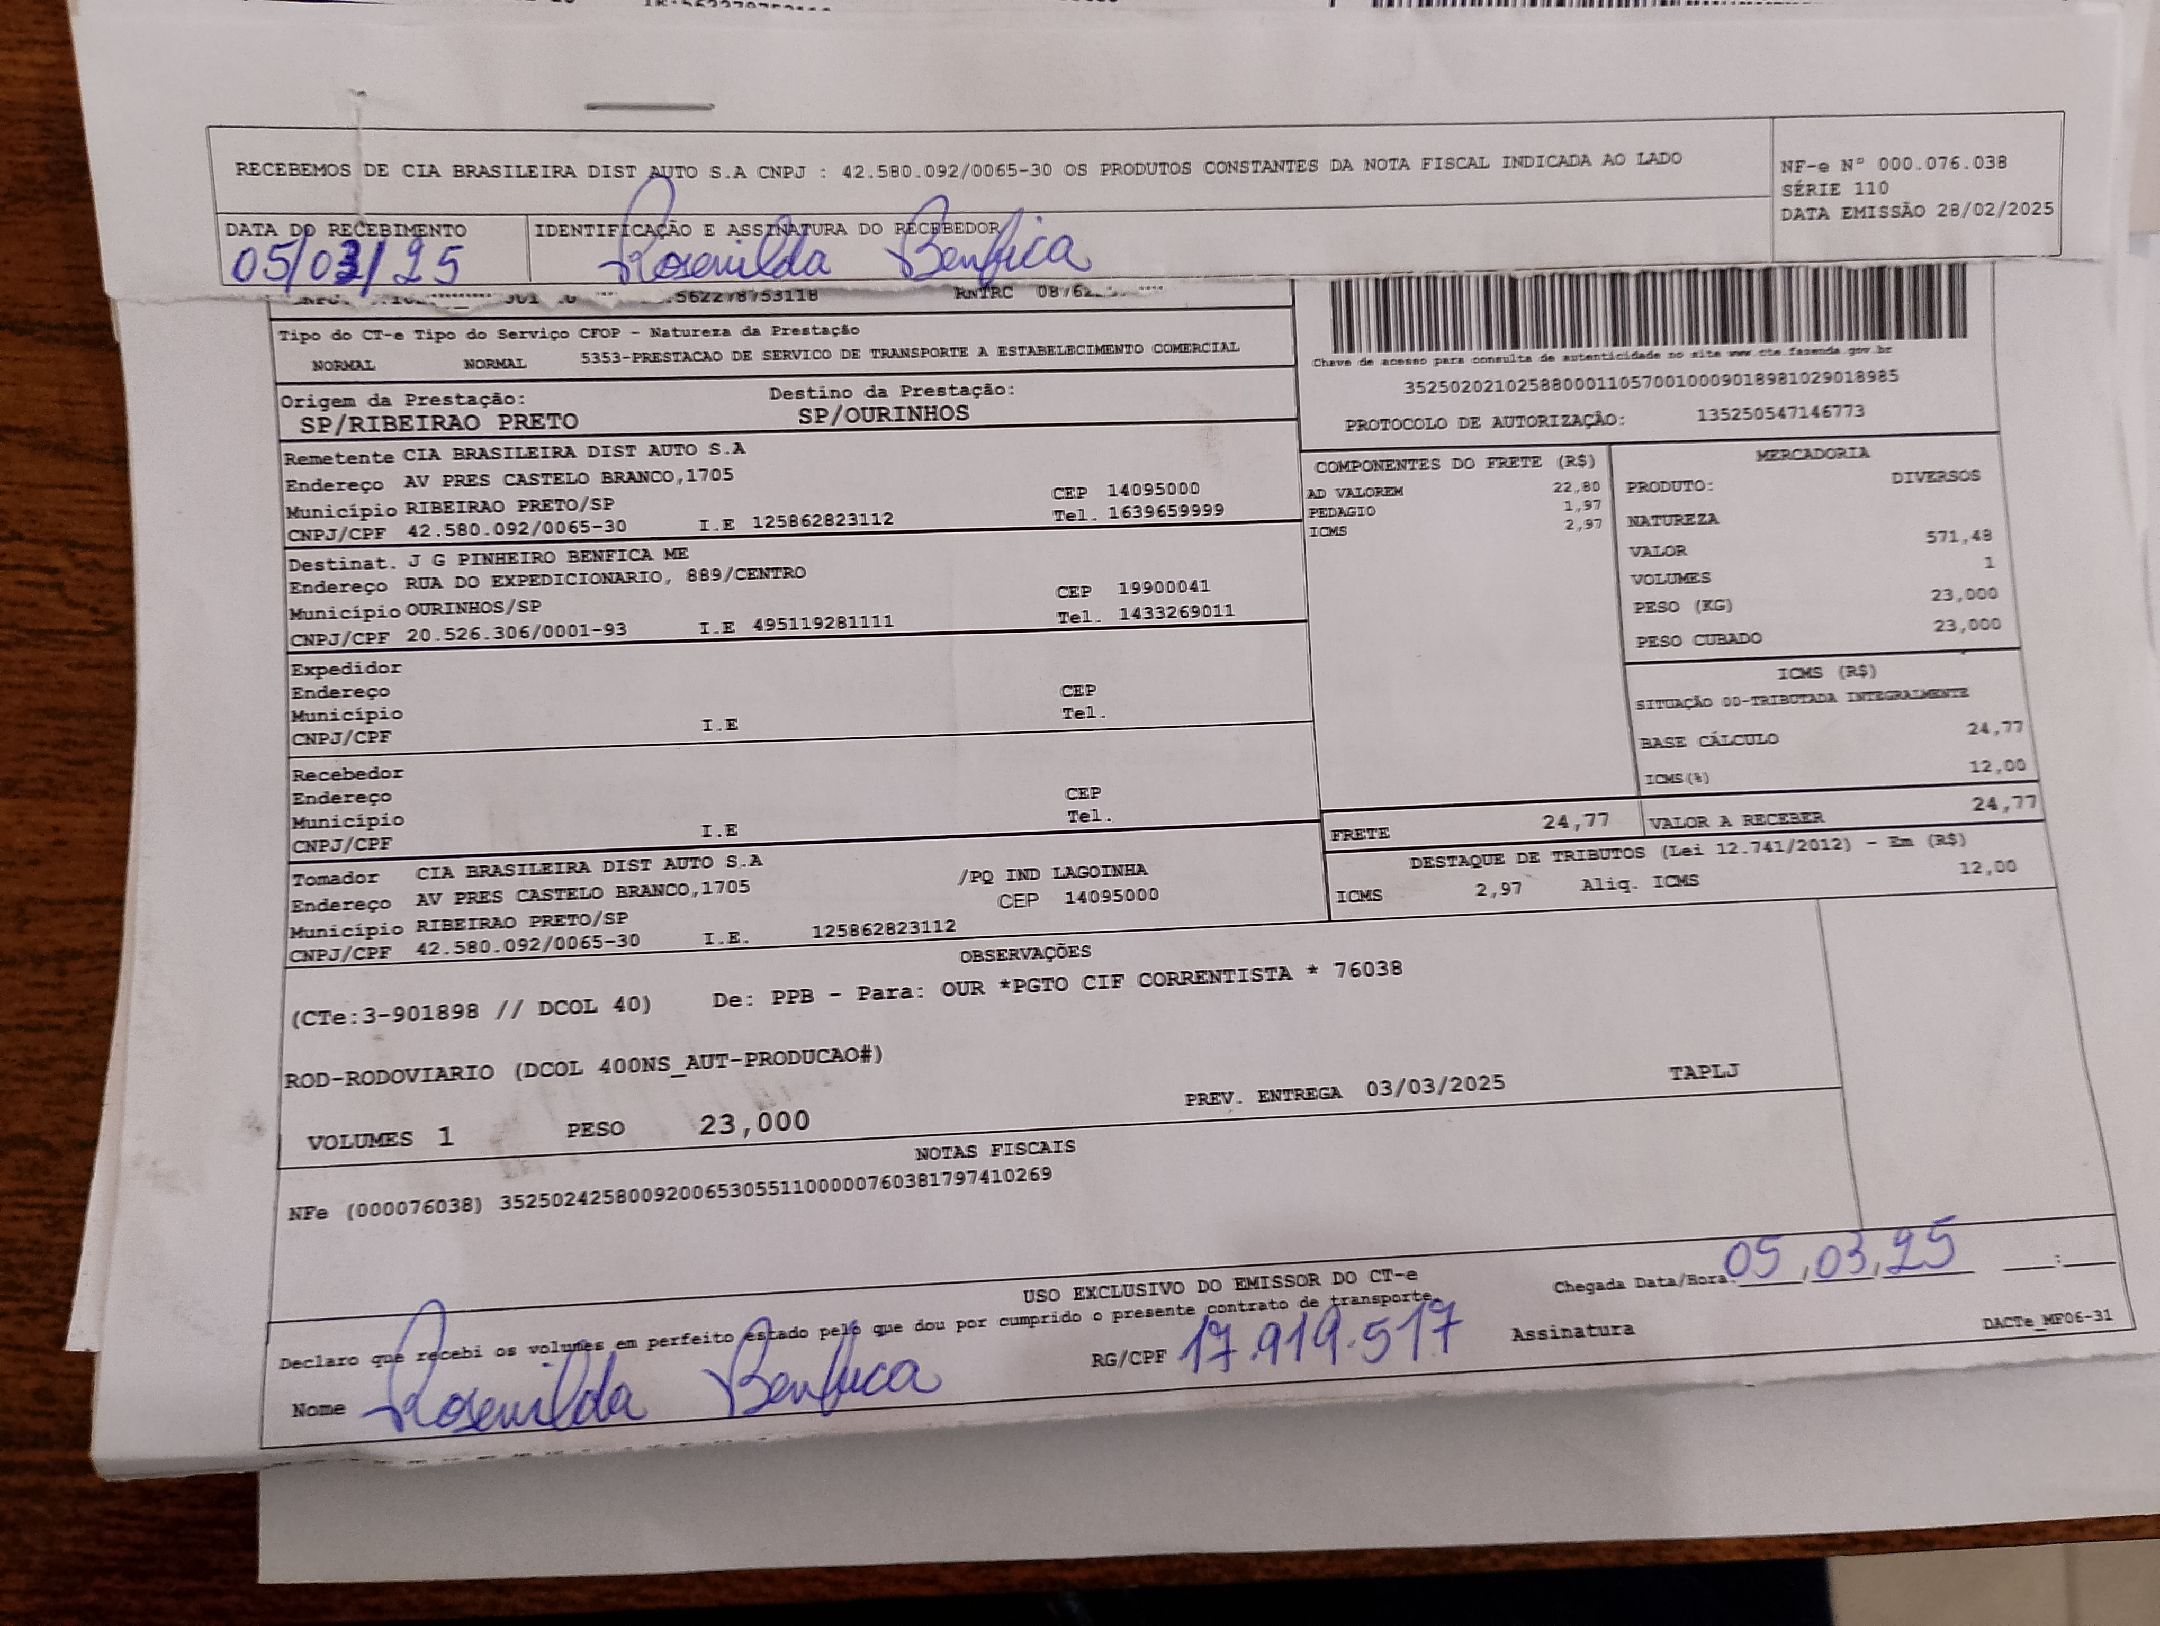 RECEBEMOS DE CIA BRASILEIRA DIST AUTO S.A CNPJ : 42.580.092/0065-30 OS PRODUTOS CONSTANTES DA NOTA FISCAL INDICADA AO LADO
NF-e Nº 000.076.038
SÉRIE 110
DATA EMISSÃO 28/02/2025
DATA DO RECEBIMENTO
05/03/25
IDENTIFICAÇÃO E ASSINATURA DO RECEBEDOR
Rosenilda Benfica
562278753118 RNTRC
Tipo do CT-e Tipo do Serviço CFOP - Natureza da Prestação
NORMAL NORMAL 5353-PRESTACAO DE SERVICO DE TRANSPORTE A ESTABELECIMENTO COMERCIAL
Chave de acesso para consulta de autenticidade no site www.cte.fazenda.gov.br
35250202102588000110570010009018981029018985
PROTOCOLO DE AUTORIZAÇÃO: 135250547146773
Origem da Prestação: Destino da Prestação:
SP/RIBEIRAO PRETO SP/OURINHOS
Remetente CIA BRASILEIRA DIST AUTO S.A
Endereço AV PRES CASTELO BRANCO,1705
Município RIBEIRAO PRETO/SP CEP 14095000
CNPJ/CPF 42.580.092/0065-30 I.E 125862823112 Tel. 1639659999
Destinat. J G PINHEIRO BENFICA ME
Endereço RUA DO EXPEDICIONARIO, 889/CENTRO
Município OURINHOS/SP CEP 19900041
CNPJ/CPF 20.526.306/0001-93 I.E 495119281111 Tel. 1433269011
Expedidor
Endereço
Município CEP
CNPJ/CPF I.E Tel.
Recebedor
Endereço
Município CEP
CNPJ/CPF I.E Tel.
Tomador CIA BRASILEIRA DIST AUTO S.A
Endereço AV PRES CASTELO BRANCO,1705 /PQ IND LAGOINHA
Município RIBEIRAO PRETO/SP CEP 14095000
CNPJ/CPF 42.580.092/0065-30 I.E. 125862823112
COMPONENTES DO FRETE (R$)
AD VALOREM 22,80
PEDAGIO 1,97
ICMS 2,97
MERCADORIA
PRODUTO: DIVERSOS
NATUREZA
VALOR 571,48
VOLUMES 1
PESO (KG) 23,000
PESO CUBADO 23,000
ICMS (R$)
SITUAÇÃO 00-TRIBUTADA INTEGRALMENTE
BASE CÁLCULO 24,77
ICMS(%) 12,00
FRETE 24,77 VALOR A RECEBER 24,77
DESTAQUE DE TRIBUTOS (Lei 12.741/2012) - Em (R$)
ICMS 2,97 Aliq. ICMS 12,00
OBSERVAÇÕES
(CTe:3-901898 // DCOL 40) De: PPB - Para: OUR *PGTO CIF CORRENTISTA * 76038
ROD-RODOVIARIO (DCOL 400NS_AUT-PRODUCAO#)
VOLUMES 1 PESO 23,000 PREV. ENTREGA 03/03/2025 TAPLJ
NOTAS FISCAIS
NFe (000076038) 35250242580092006530551100000760381797410269
USO EXCLUSIVO DO EMISSOR DO CT-e
Chegada Data/Hora 05,03,25 :
Declaro que recebi os volumes em perfeito estado pelo que dou por cumprido o presente contrato de transporte.
Nome Rosenilda Benfica RG/CPF 17.919.517 Assinatura
DACTe_MF06-31